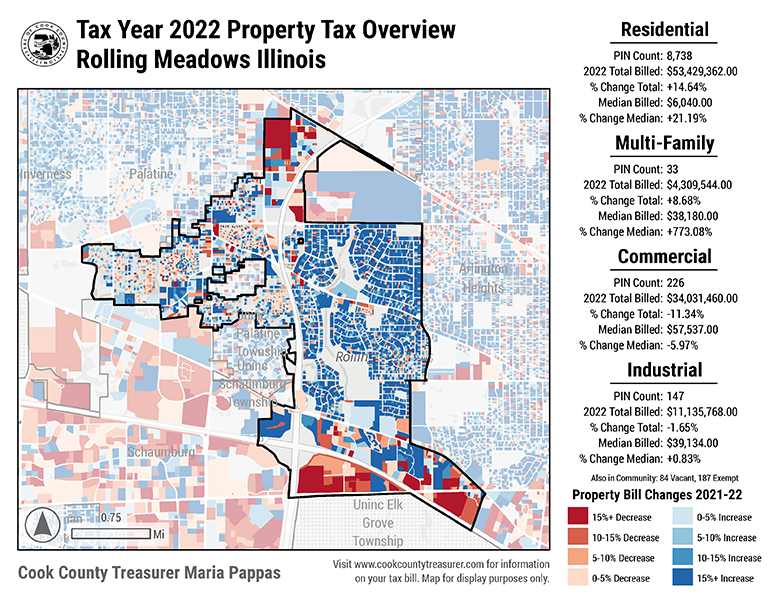 Tax Year 2022 Property Tax Overview
Rolling Meadows Illinois
Inverness
Palatine
Arlington
Heights
Palatine
Township
Uninc
Schaumburg
Township
Schaumburg
Uninc Elk
Grove
Township
0.75
Mi
Cook County Treasurer Maria Pappas
Visit www.cookcountytreasurer.com for information
on your tax bill. Map for display purposes only.
Residential
PIN Count: 8,738
2022 Total Billed: $53,429,362.00
% Change Total: +14.64%
Median Billed: $6,040.00
% Change Median: +21.19%
Multi-Family
PIN Count: 33
2022 Total Billed: $4,309,544.00
% Change Total: +8.68%
Median Billed: $38,180.00
% Change Median: +773.08%
Commercial
PIN Count: 226
2022 Total Billed: $34,031,460.00
% Change Total: -11.34%
Median Billed: $57,537.00
% Change Median: -5.97%
Industrial
PIN Count: 147
2022 Total Billed: $11,135,768.00
% Change Total: -1.65%
Median Billed: $39,134.00
% Change Median: +0.83%
Also in Community: 84 Vacant, 187 Exempt
Property Bill Changes 2021-22
15%+ Decrease
10-15% Decrease
5-10% Decrease
0-5% Decrease
0-5% Increase
5-10% Increase
10-15% Increase
15%+ Increase